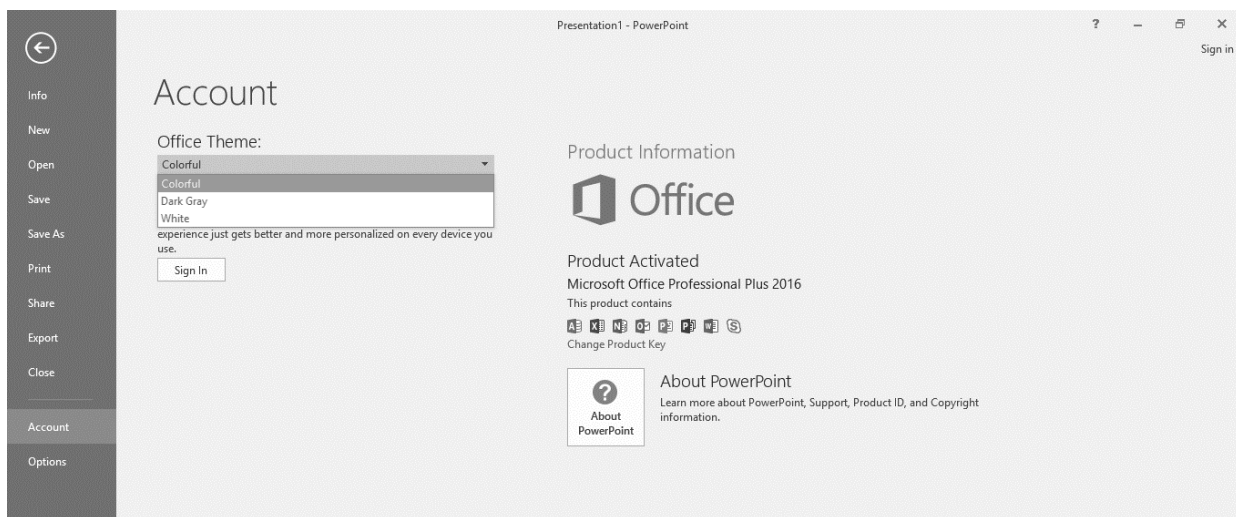 Presentation1 - PowerPoint
?
Sign in
Info
New
Open
Save
Save As
Print
Share
Export
Close
Account
Options
Account
Office Theme:
Colorful
Colorful
Dark Gray
White
experience just gets better and more personalized on every device you
use.
Sign In
Product Information
Office
Product Activated
Microsoft Office Professional Plus 2016
This product contains
A X N O P P W S
Change Product Key
?
About
PowerPoint
About PowerPoint
Learn more about PowerPoint, Support, Product ID, and Copyright
information.